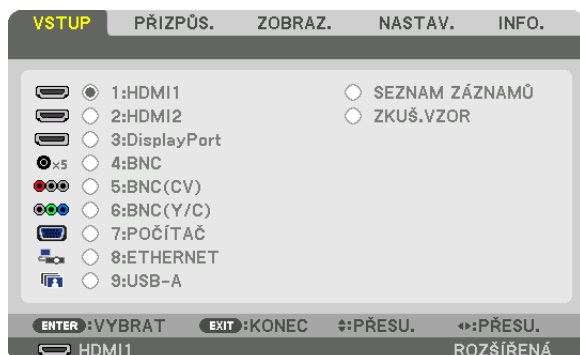 VSTUP PŘIZPŮS. ZOBRAZ. NASTAV. INFO.
1:HDMI1 SEZNAM ZÁZNAMŮ
2:HDMI2 ZKUŠ.VZOR
3:DisplayPort
×5 4:BNC
5:BNC(CV)
6:BNC(Y/C)
7:POČÍTAČ
8:ETHERNET
9:USB-A
ENTER:VYBRAT EXIT:KONEC :PŘESU. :PŘESU.
HDMI1 ROZŠÍŘENÁ